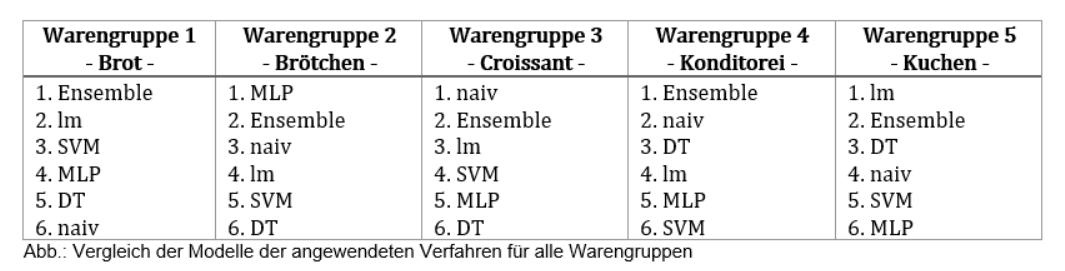 Warengruppe 1 Warengruppe 2 Warengruppe 3 Warengruppe 4 Warengruppe 5
- Brot - - Brötchen - - Croissant - - Konditorei - - Kuchen -
1. Ensemble 1. MLP 1. naiv 1. Ensemble 1. lm
2. lm 2. Ensemble 2. Ensemble 2. naiv 2. Ensemble
3. SVM 3. naiv 3. lm 3. DT 3. DT
4. MLP 4. lm 4. SVM 4. lm 4. naiv
5. DT 5. SVM 5. MLP 5. MLP 5. SVM
6. naiv 6. DT 6. DT 6. SVM 6. MLP
Abb.: Vergleich der Modelle der angewendeten Verfahren für alle Warengruppen